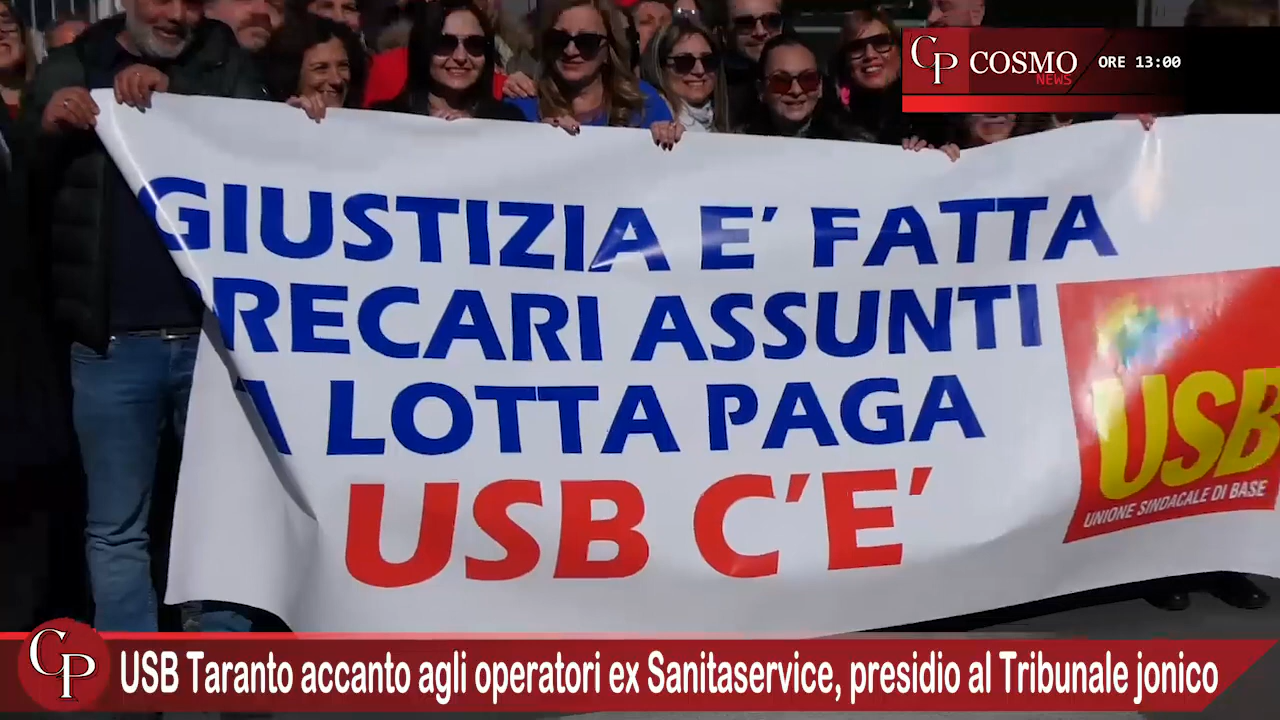 CP COSMO NEWS ORE 13:00
GIUSTIZIA E' FATTA
PRECARI ASSUNTI
LOTTA PAGA
USB C'E'
USB
UNIONE SINDACALE DI BASE
CP USB Taranto accanto agli operatori ex Sanitaservice, presidio al Tribunale jonico